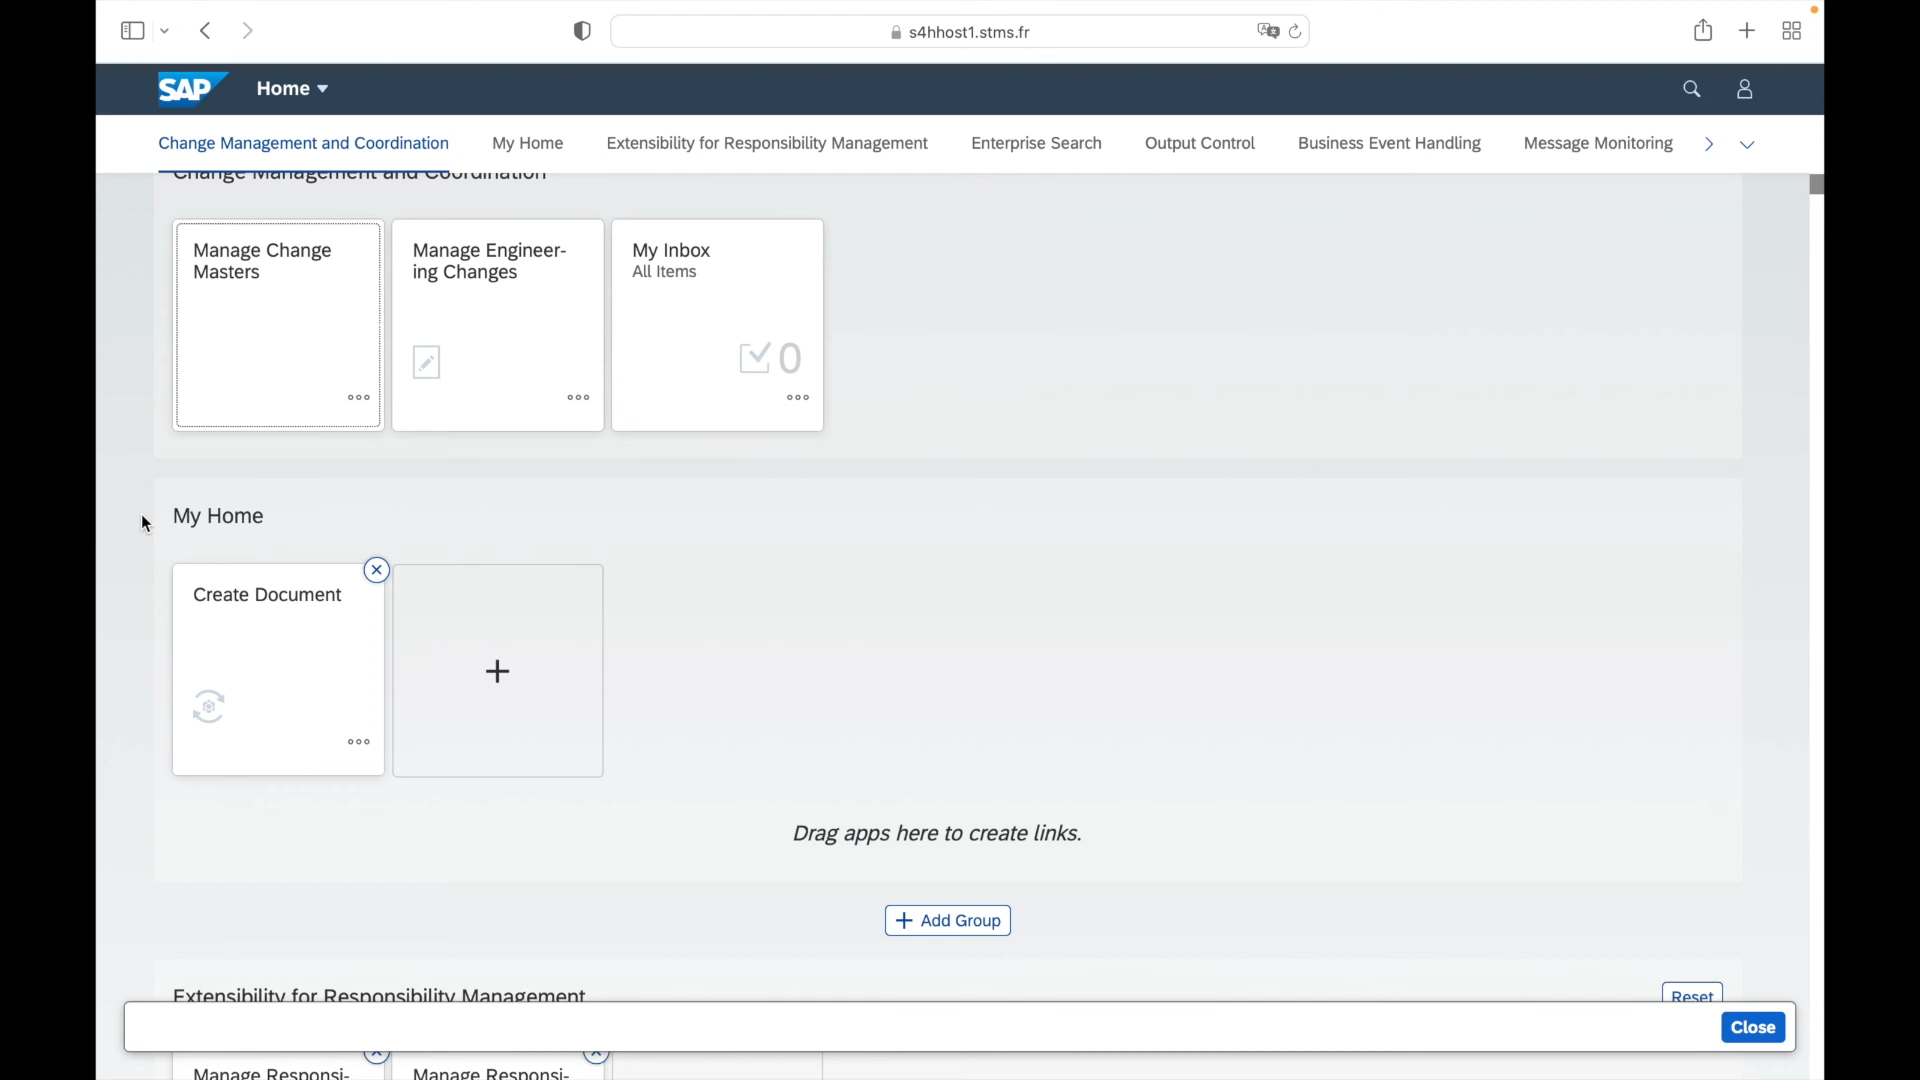 s4hhost1.stms.fr
SAP Home
Change Management and Coordination My Home Extensibility for Responsibility Management Enterprise Search Output Control Business Event Handling Message Monitoring
Change Management and Coordination
Manage Change
Masters
Manage Engineer-
ing Changes
My Inbox
All Items
0
My Home
Create Document
Drag apps here to create links.
Add Group
Extensibility for Responsibility Management
Reset
Close
Manage Responsi-
Manage Responsi-